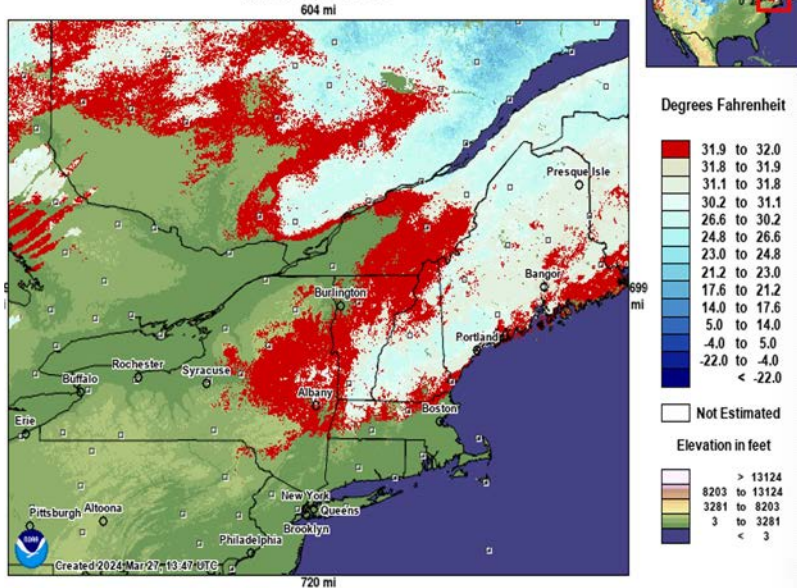 604 mi
Presque Isle
Bangor
Burlington
Portland
Rochester
Syracuse
Buffalo
Albany
Boston
Erie
New York
Pittsburgh
Altoona
Queens
Brooklyn
Philadelphia
NOAA
Created 2024 Mar 27, 13:47 UTC
720 mi
699
mi
9
mi
Degrees Fahrenheit
31.9 to 32.0
31.8 to 31.9
31.1 to 31.8
30.2 to 31.1
26.6 to 30.2
24.8 to 26.6
23.0 to 24.8
21.2 to 23.0
17.6 to 21.2
14.0 to 17.6
5.0 to 14.0
-4.0 to 5.0
-22.0 to -4.0
< -22.0
Not Estimated
Elevation in feet
> 13124
8203 to 13124
3281 to 8203
3 to 3281
< 3